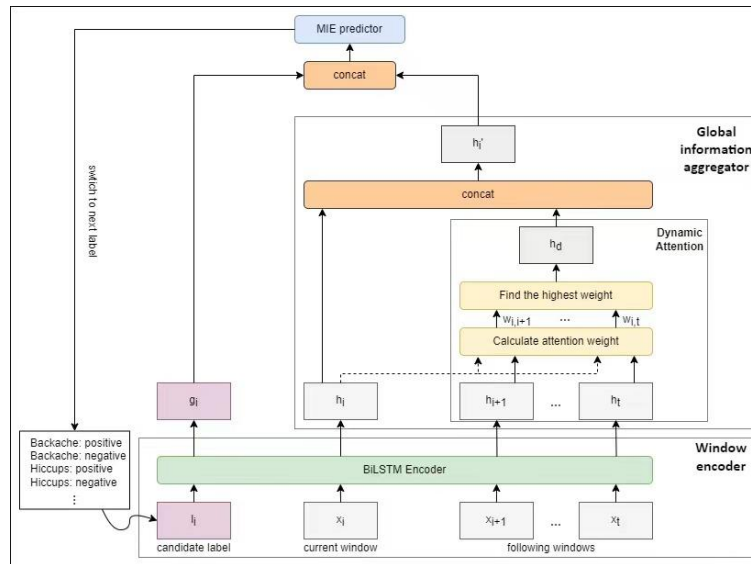 MIE predictor
concat
Global
information
aggregator
h_i'
swtich to next label
concat
Dynamic
Attention
h_d
Find the highest weight
w_i,i+1 ... w_i,t
Calculate attention weight
g_i h_i h_i+1 ... h_t
Backache: positive
Backache: negative
Hiccups: positive
Hiccups: negative
⋮
Window
encoder
BiLSTM Encoder
l_i x_i x_i+1 ... x_t
candidate label current window following windows